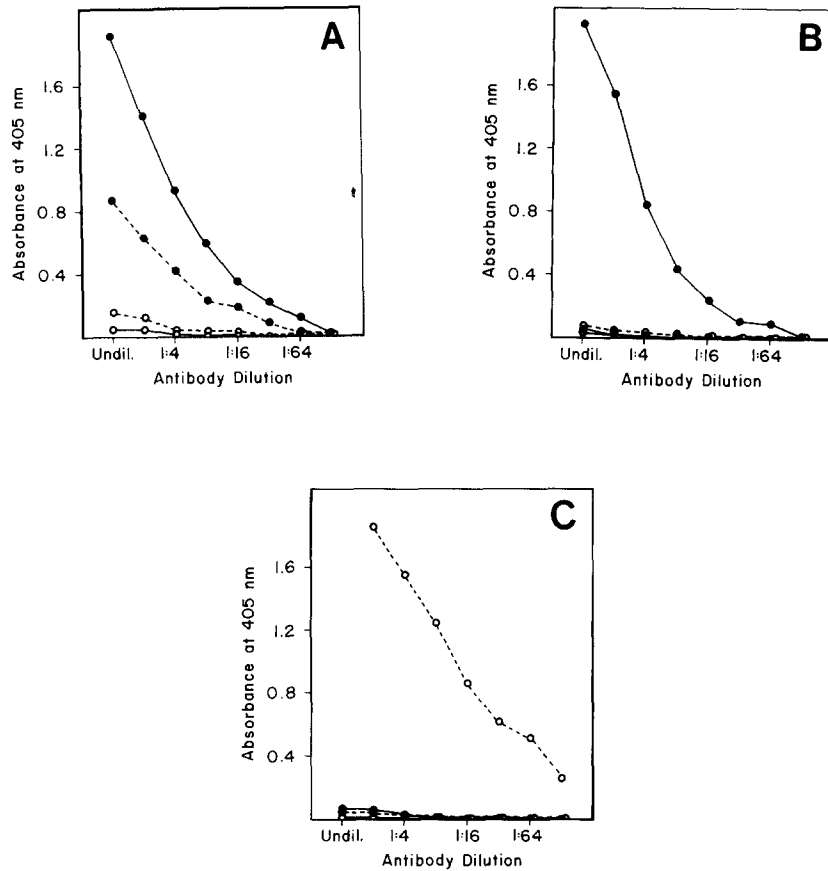 A
Absorbance at 405 nm
1.6
1.2
0.8
0.4
Undil. 1:4 1:16 1:64
Antibody Dilution
B
Absorbance at 405 nm
1.6
1.2
0.8
0.4
Undil. 1:4 1:16 1:64
Antibody Dilution
C
Absorbance at 405 nm
1.6
1.2
0.8
0.4
Undil. 1:4 1:16 1:64
Antibody Dilution